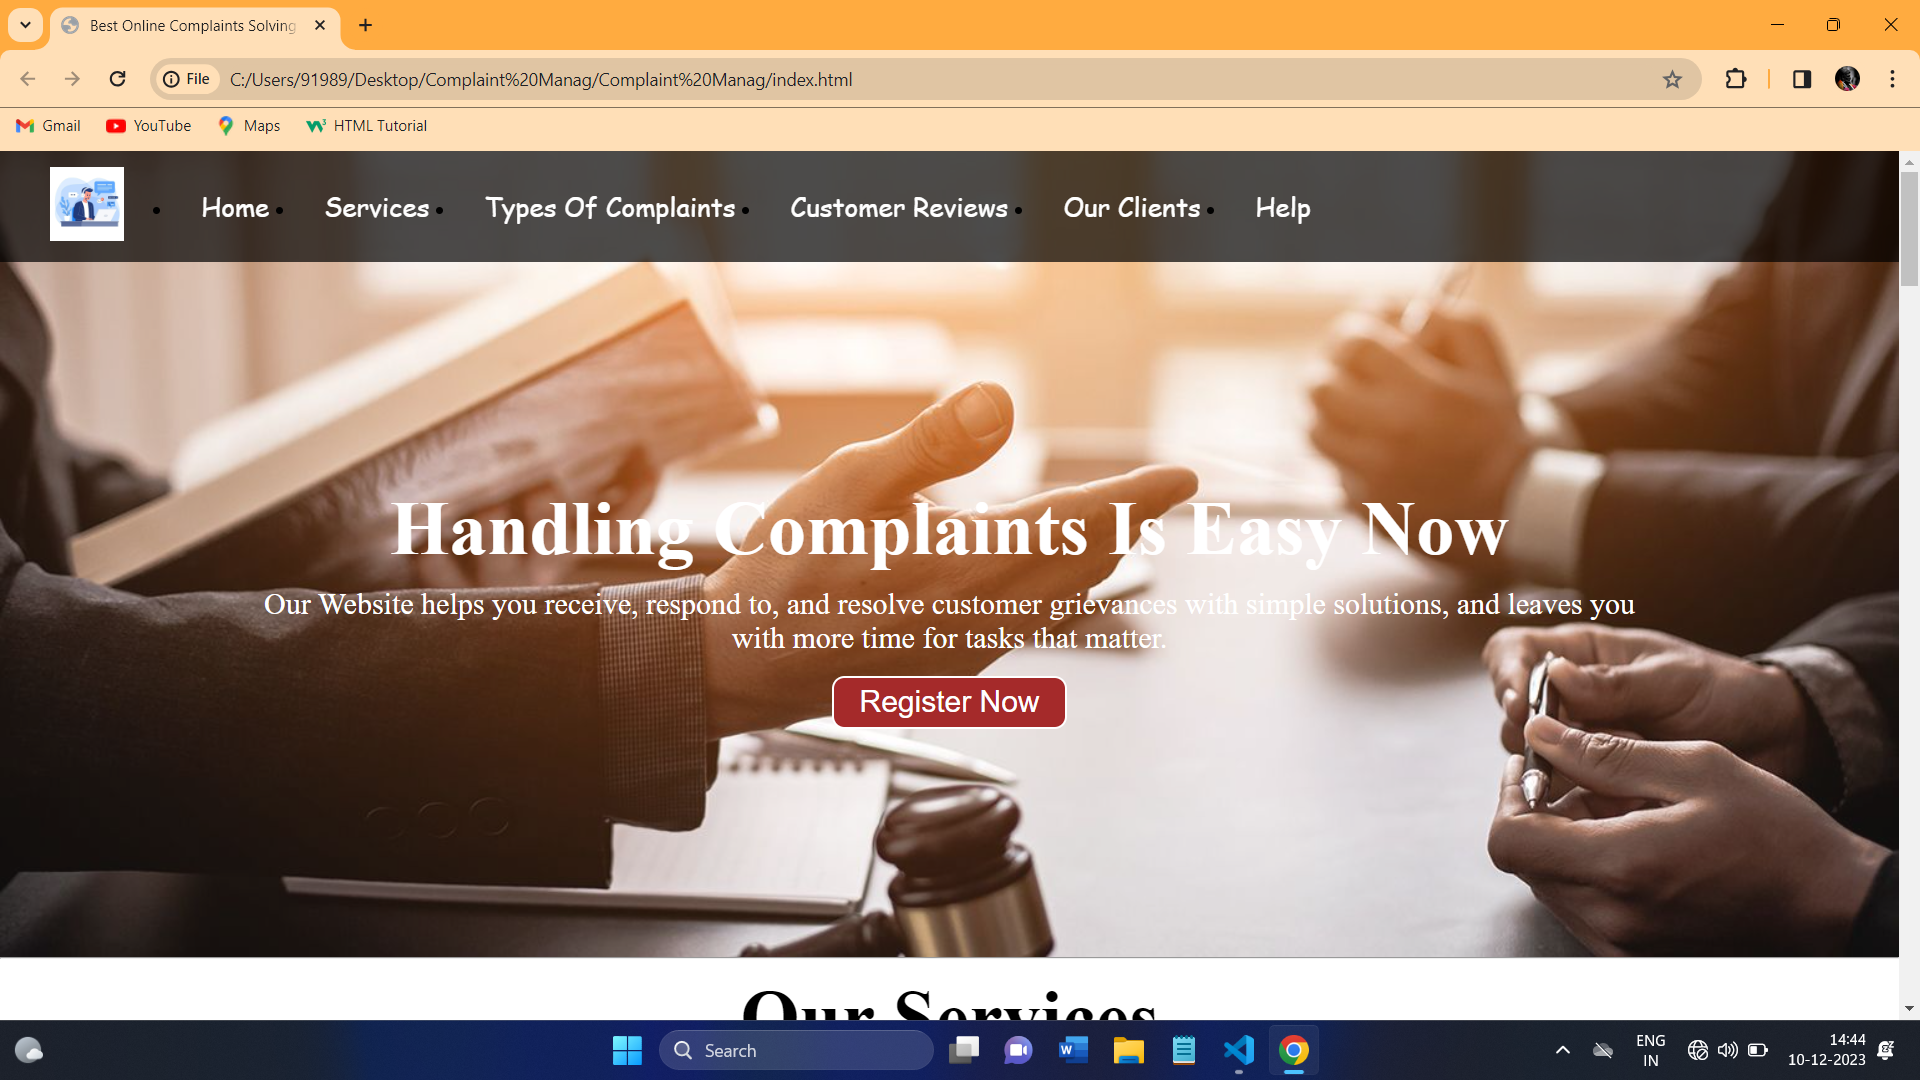 Best Online Complaints Solving
File
C:/Users/91989/Desktop/Complaint%20Manag/Complaint%20Manag/index.html
Gmail
YouTube
Maps
HTML Tutorial
Home
Services
Types Of Complaints
Customer Reviews
Our Clients
Help
Handling Complaints Is Easy Now
Our Website helps you receive, respond to, and resolve customer grievances with simple solutions, and leaves you
with more time for tasks that matter.
Register Now
Our Services
Search
ENG
IN
14:44
10-12-2023